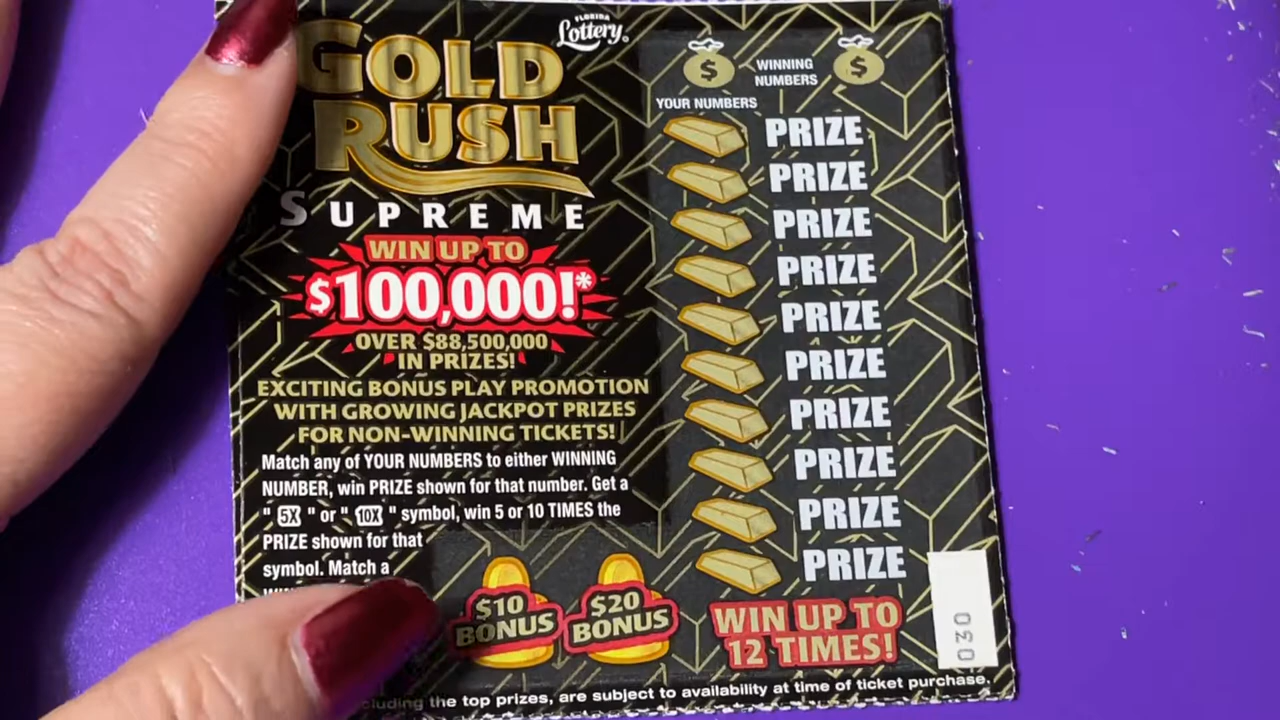 FLORIDA
Lottery
GOLD
RUSH
SUPREME
WIN UP TO
$100,000!*
OVER $88,500,000
IN PRIZES!
EXCITING BONUS PLAY PROMOTION
WITH GROWING JACKPOT PRIZES
FOR NON-WINNING TICKETS!
Match any of YOUR NUMBERS to either WINNING
NUMBER, win PRIZE shown for that number. Get a
" 5X " or " 10X " symbol, win 5 or 10 TIMES the
PRIZE shown for that
symbol. Match a
$10
BONUS
$20
BONUS
$
WINNING
NUMBERS
$
YOUR NUMBERS
PRIZE
PRIZE
PRIZE
PRIZE
PRIZE
PRIZE
PRIZE
PRIZE
PRIZE
PRIZE
WIN UP TO
12 TIMES!
030
the top prizes, are subject to availability at time of ticket purchase.